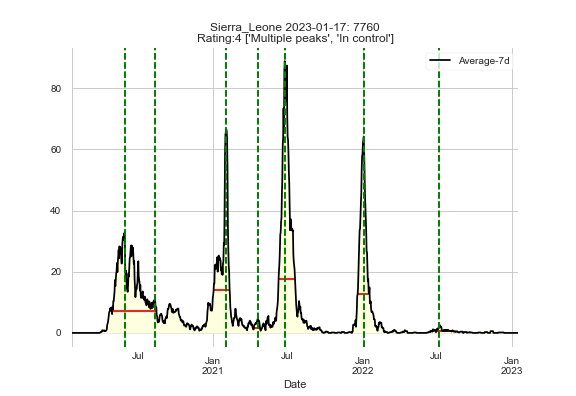 Sierra_Leone 2023-01-17: 7760
Rating:4 ['Multiple peaks', 'In control']
Average-7d
80
60
40
20
0
Jul
Jan
2021
Jul
Jan
2022
Jul
Jan
2023
Date